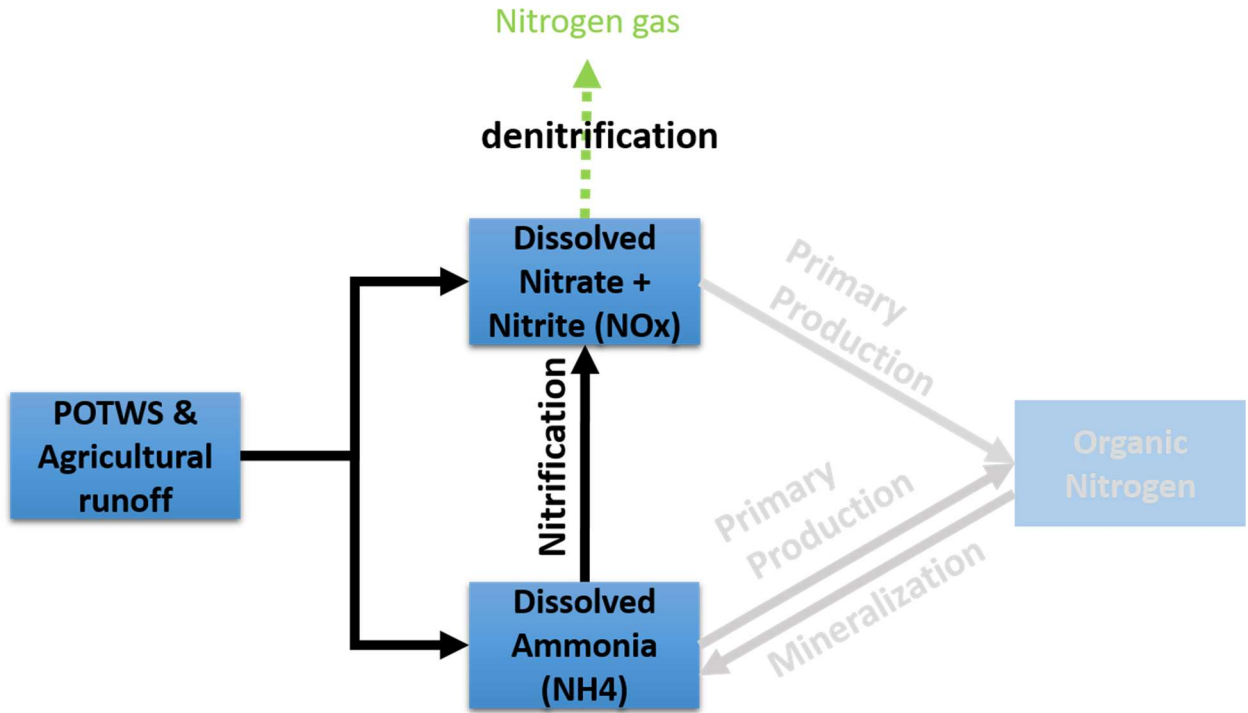 Nitrogen gas
denitrification
Dissolved
Nitrate +
Nitrite (NOx)
Primary
Production
Nitrification
POTWS &
Agricultural
runoff
Organic
Nitrogen
Primary
Production
Mineralization
Dissolved
Ammonia
(NH4)